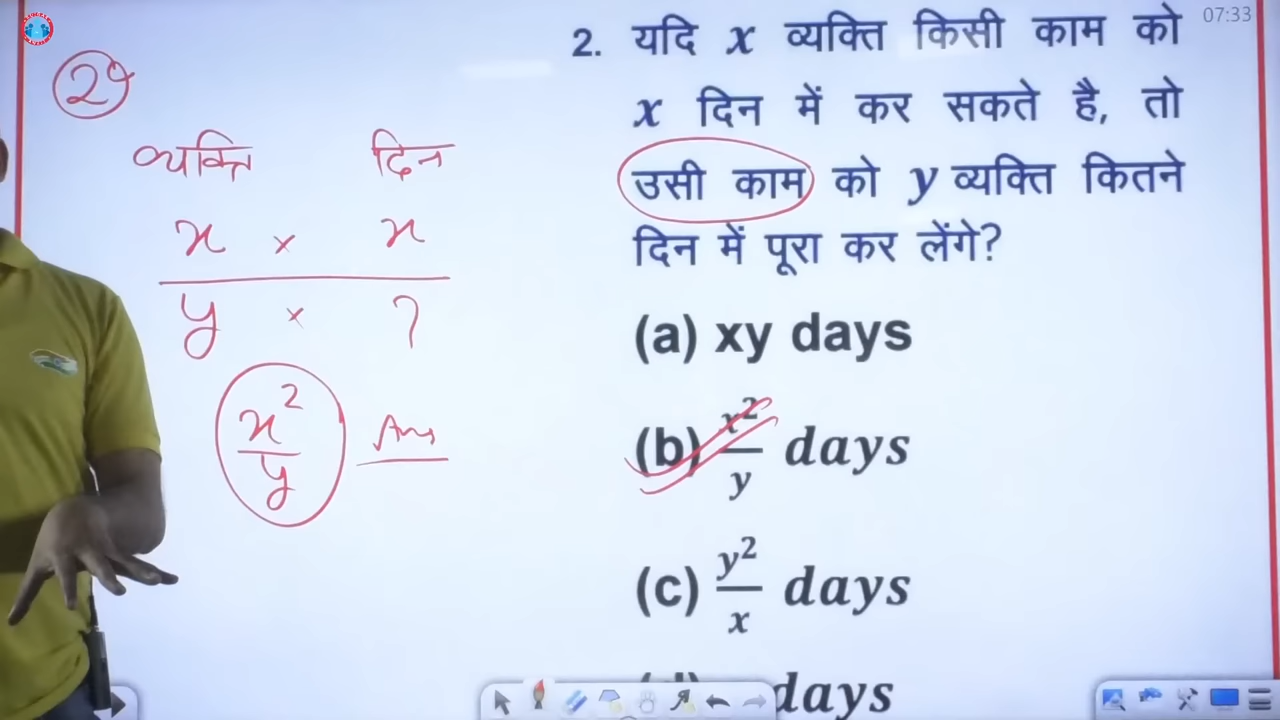 07:33
2. यदि x व्यक्ति किसी काम को
x दिन में कर सकते है, तो
उसी काम को y व्यक्ति कितने
दिन में पूरा कर लेंगे?
(a) xy days
(b) x²/y days
(c) y²/x days
days
व्यक्ति दिन
x × x
y × ?
x²/y Ans